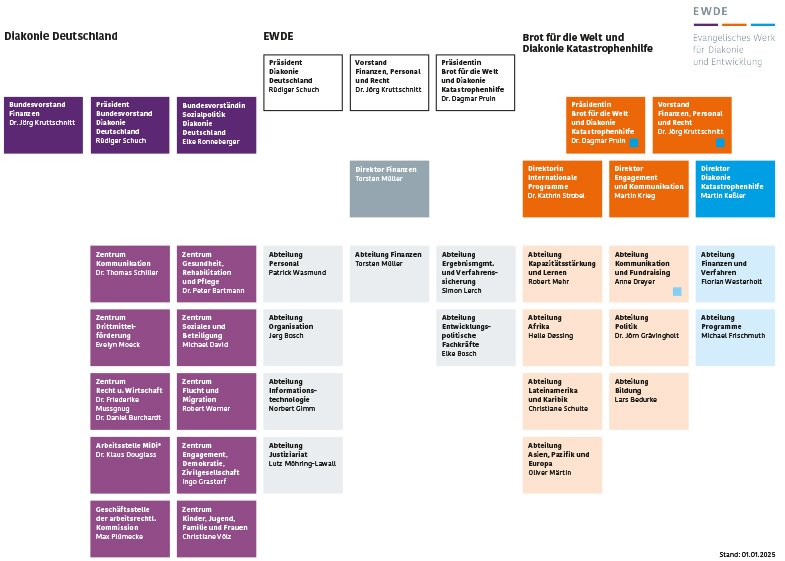 EWDE
Evangelisches Werk
für Diakonie
und Entwicklung
Diakonie Deutschland
EWDE
Brot für die Welt und
Diakonie Katastrophenhilfe
Präsident
Diakonie
Deutschland
Rüdiger Schuch
Vorstand
Finanzen, Personal
und Recht
Dr. Jörg Kruttschnitt
Präsidentin
Brot für die Welt
und Diakonie
Katastrophenhilfe
Dr. Dagmar Pruin
Bundesvorstand
Finanzen
Dr. Jörg Kruttschnitt
Präsident
Bundesvorstand
Diakonie
Deutschland
Rüdiger Schuch
Bundesvorständin
Sozialpolitik
Diakonie
Deutschland
Elke Ronneberger
Präsidentin
Brot für die Welt
und Diakonie
Katastrophenhilfe
Dr. Dagmar Pruin
Vorstand
Finanzen, Personal
und Recht
Dr. Jörg Kruttschnitt
Direktor Finanzen
Torsten Müller
Direktorin
Internationale
Programme
Dr. Kathrin Strobel
Direktor
Engagement
und Kommunikation
Martin Krieg
Direktor
Diakonie
Katastrophenhilfe
Martin Keßler
Zentrum
Kommunikation
Dr. Thomas Schiller
Zentrum
Gesundheit,
Rehabilitation
und Pflege
Dr. Peter Bartmann
Abteilung
Personal
Patrick Wasmund
Abteilung Finanzen
Torsten Müller
Abteilung
Ergebnismgmt.
und Verfahrens-
sicherung
Simon Lerch
Abteilung
Kapazitätsstärkung
und Lernen
Robert Mehr
Abteilung
Kommunikation
und Fundraising
Anne Dreyer
Abteilung
Finanzen und
Verfahren
Florian Westerholt
Zentrum
Drittmittel-
förderung
Evelyn Moeck
Zentrum
Soziales und
Beteiligung
Michael David
Abteilung
Organisation
Jerg Bosch
Abteilung
Entwicklungs-
politische
Fachkräfte
Elke Bosch
Abteilung
Afrika
Helle Døssing
Abteilung
Politik
Dr. Jörn Grävingholt
Abteilung
Programme
Michael Frischmuth
Zentrum
Recht u. Wirtschaft
Dr. Friederike
Mussgnug
Dr. Daniel Burchardt
Zentrum
Flucht und
Migration
Robert Werner
Abteilung
Informations-
technologie
Norbert Gimm
Abteilung
Lateinamerika
und Karibik
Christiane Schulte
Abteilung
Bildung
Lars Bedurke
Arbeitsstelle MiDi*
Dr. Klaus Douglass
Zentrum
Engagement,
Demokratie,
Zivilgesellschaft
Ingo Grastorf
Abteilung
Justiziariat
Lutz Möhring-Lawall
Abteilung
Asien, Pazifik und
Europa
Oliver Märtin
Geschäftsstelle
der arbeitsrechtl.
Kommission
Max Plümecke
Zentrum
Kinder, Jugend,
Familie und Frauen
Christiane Völz
Stand: 01.01.2025